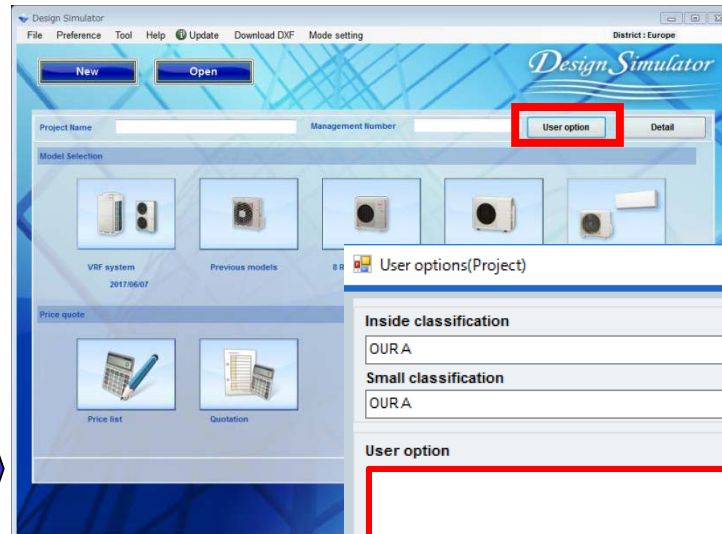 Design Simulator
File Preference Tool Help Update Download DXF Mode setting District : Europe
New Open Design Simulator
Project Name Management Number User option Detail
Model Selection
VRF system Previous models 8 R
2017/06/07
User options(Project)
Price quote
Inside classification
OUR A
Small classification
OUR A
Price list Quotation
User option